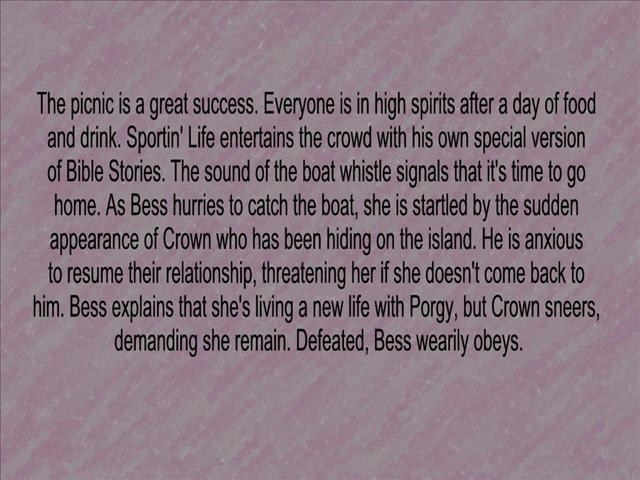 The picnic is a great success. Everyone is in high spirits after a day of food
and drink. Sportin' Life entertains the crowd with his own special version
of Bible Stories. The sound of the boat whistle signals that it's time to go
home. As Bess hurries to catch the boat, she is startled by the sudden
appearance of Crown who has been hiding on the island. He is anxious
to resume their relationship, threatening her if she doesn't come back to
him. Bess explains that she's living a new life with Porgy, but Crown sneers,
demanding she remain. Defeated, Bess wearily obeys.